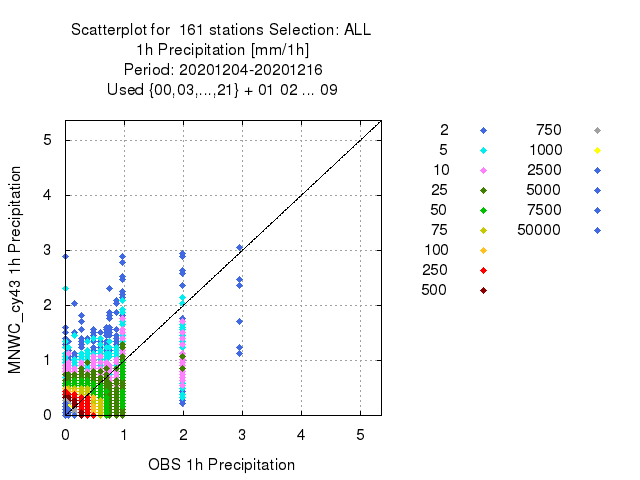 Scatterplot for 161 stations Selection: ALL
1h Precipitation [mm/1h]
Period: 20201204-20201216
Used {00,03,...,21} + 01 02 ... 09
MNWC_cy43 1h Precipitation
5
4
3
2
1
0
0 1 2 3 4 5
OBS 1h Precipitation
2 750
5 1000
10 2500
25 5000
50 7500
75 50000
100
250
500